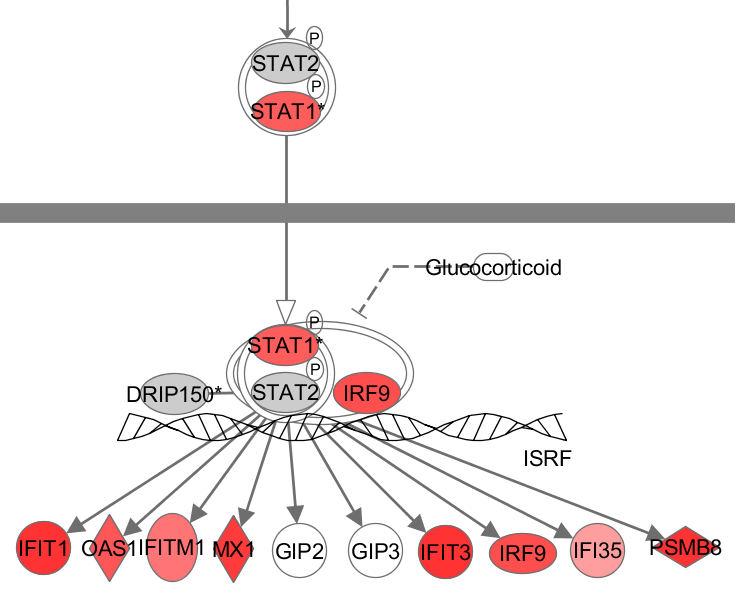 P
STAT2
P
STAT1*
Glucocorticoid
P
STAT1*
P
STAT2
DRIP150*
IRF9
ISRF
IFIT1
OAS1
IFITM1
MX1
GIP2
GIP3
IFIT3
IRF9
IFI35
PSMB8